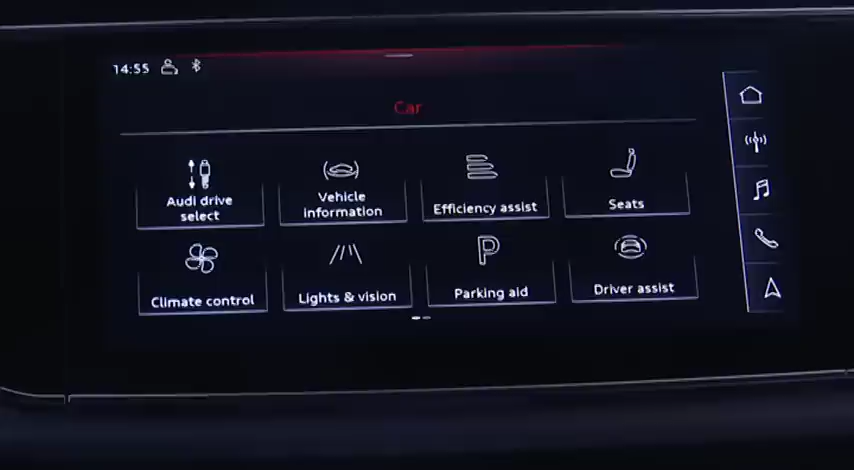 14:55
Car
Audi drive
select
Vehicle
information
Efficiency assist
Seats
Climate control
Lights & vision
Parking aid
Driver assist